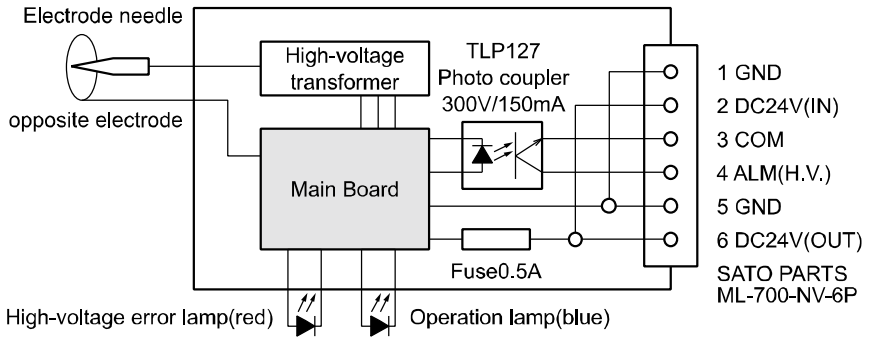 Electrode needle
opposite electrode
High-voltage
transformer
TLP127
Photo coupler
300V/150mA
Main Board
Fuse0.5A
1 GND
2 DC24V(IN)
3 COM
4 ALM(H.V.)
5 GND
6 DC24V(OUT)
SATO PARTS
ML-700-NV-6P
High-voltage error lamp(red)
Operation lamp(blue)